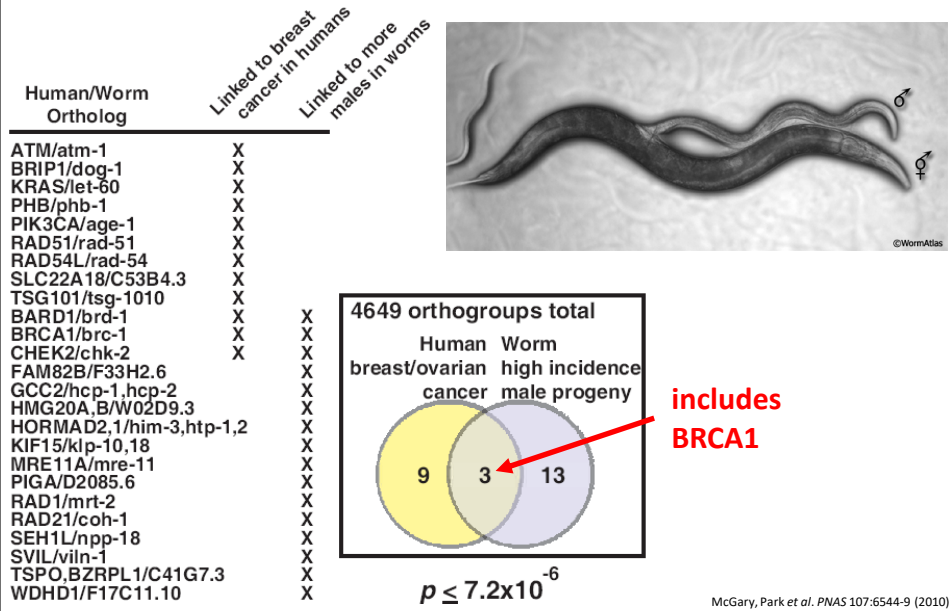 Human/Worm
Ortholog
Linked to breast
cancer in humans
Linked to more
males in worms
ATM/atm-1 X
BRIP1/dog-1 X
KRAS/let-60 X
PHB/phb-1 X
PIK3CA/age-1 X
RAD51/rad-51 X
RAD54L/rad-54 X
SLC22A18/C53B4.3 X
TSG101/tsg-1010 X
BARD1/brd-1 X X
BRCA1/brc-1 X X
CHEK2/chk-2 X X
FAM82B/F33H2.6 X
GCC2/hcp-1,hcp-2 X
HMG20A,B/W02D9.3 X
HORMAD2,1/him-3,htp-1,2 X
KIF15/klp-10,18 X
MRE11A/mre-11 X
PIGA/D2085.6 X
RAD1/mrt-2 X
RAD21/coh-1 X
SEH1L/npp-18 X
SVIL/viln-1 X
TSPO,BZRPL1/C41G7.3 X
WDHD1/F17C11.10 X
♂
⚥
©WormAtlas
4649 orthogroups total
Human
breast/ovarian
cancer
Worm
high incidence
male progeny
9 3 13
includes
BRCA1
p ≤ 7.2x10⁻⁶
McGary, Park et al. PNAS 107:6544-9 (2010)